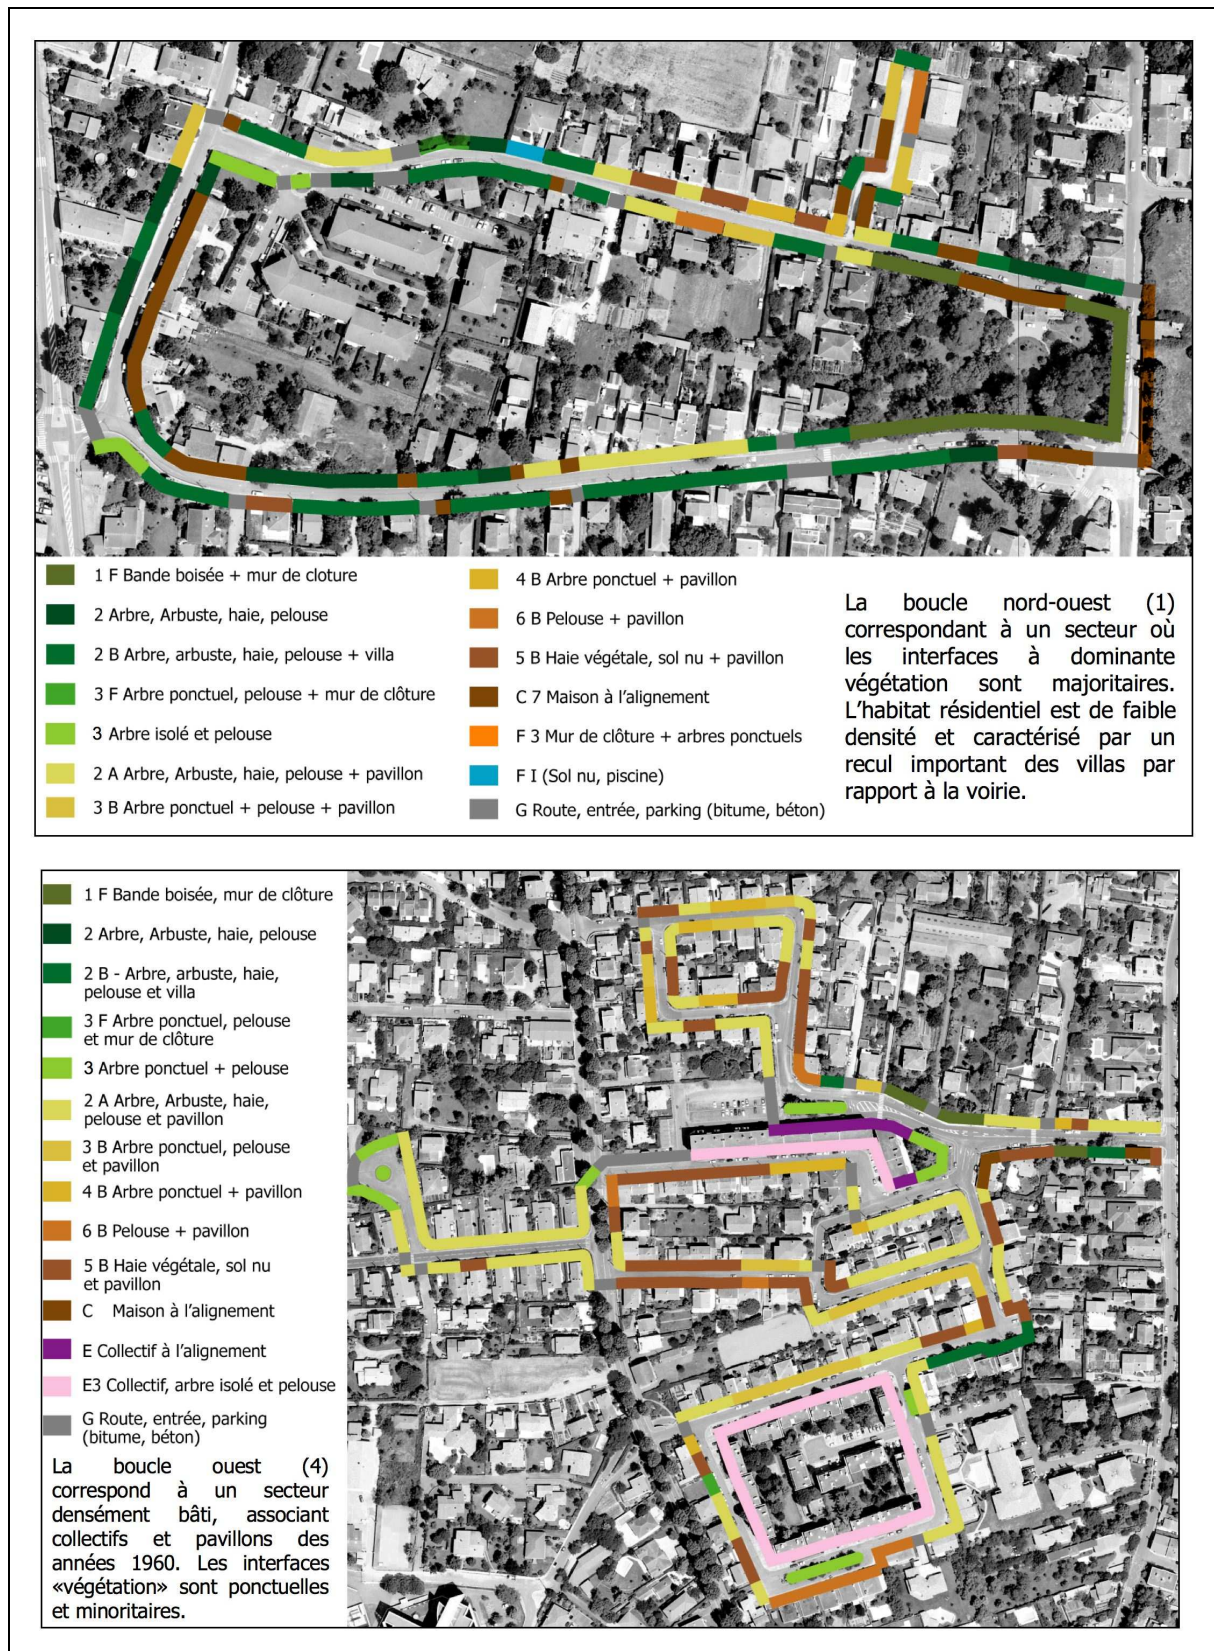 1 F Bande boisée + mur de cloture
2 Arbre, Arbuste, haie, pelouse
2 B Arbre, arbuste, haie, pelouse + villa
3 F Arbre ponctuel, pelouse + mur de clôture
3 Arbre isolé et pelouse
2 A Arbre, Arbuste, haie, pelouse + pavillon
3 B Arbre ponctuel + pelouse + pavillon
4 B Arbre ponctuel + pavillon
6 B Pelouse + pavillon
5 B Haie végétale, sol nu + pavillon
C 7 Maison à l'alignement
F 3 Mur de clôture + arbres ponctuels
F I (Sol nu, piscine)
G Route, entrée, parking (bitume, béton)
La boucle nord-ouest (1)
correspondant à un secteur où
les interfaces à dominante
végétation sont majoritaires.
L'habitat résidentiel est de faible
densité et caractérisé par un
recul important des villas par
rapport à la voirie.
1 F Bande boisée, mur de clôture
2 Arbre, Arbuste, haie, pelouse
2 B - Arbre, arbuste, haie,
pelouse et villa
3 F Arbre ponctuel, pelouse
et mur de clôture
3 Arbre ponctuel + pelouse
2 A Arbre, Arbuste, haie,
pelouse et pavillon
3 B Arbre ponctuel, pelouse
et pavillon
4 B Arbre ponctuel + pavillon
6 B Pelouse + pavillon
5 B Haie végétale, sol nu
et pavillon
C Maison à l'alignement
E Collectif à l'alignement
E3 Collectif, arbre isolé et pelouse
G Route, entrée, parking
(bitume, béton)
La boucle ouest (4)
correspond à un secteur
densément bâti, associant
collectifs et pavillons des
années 1960. Les interfaces
«végétation» sont ponctuelles
et minoritaires.